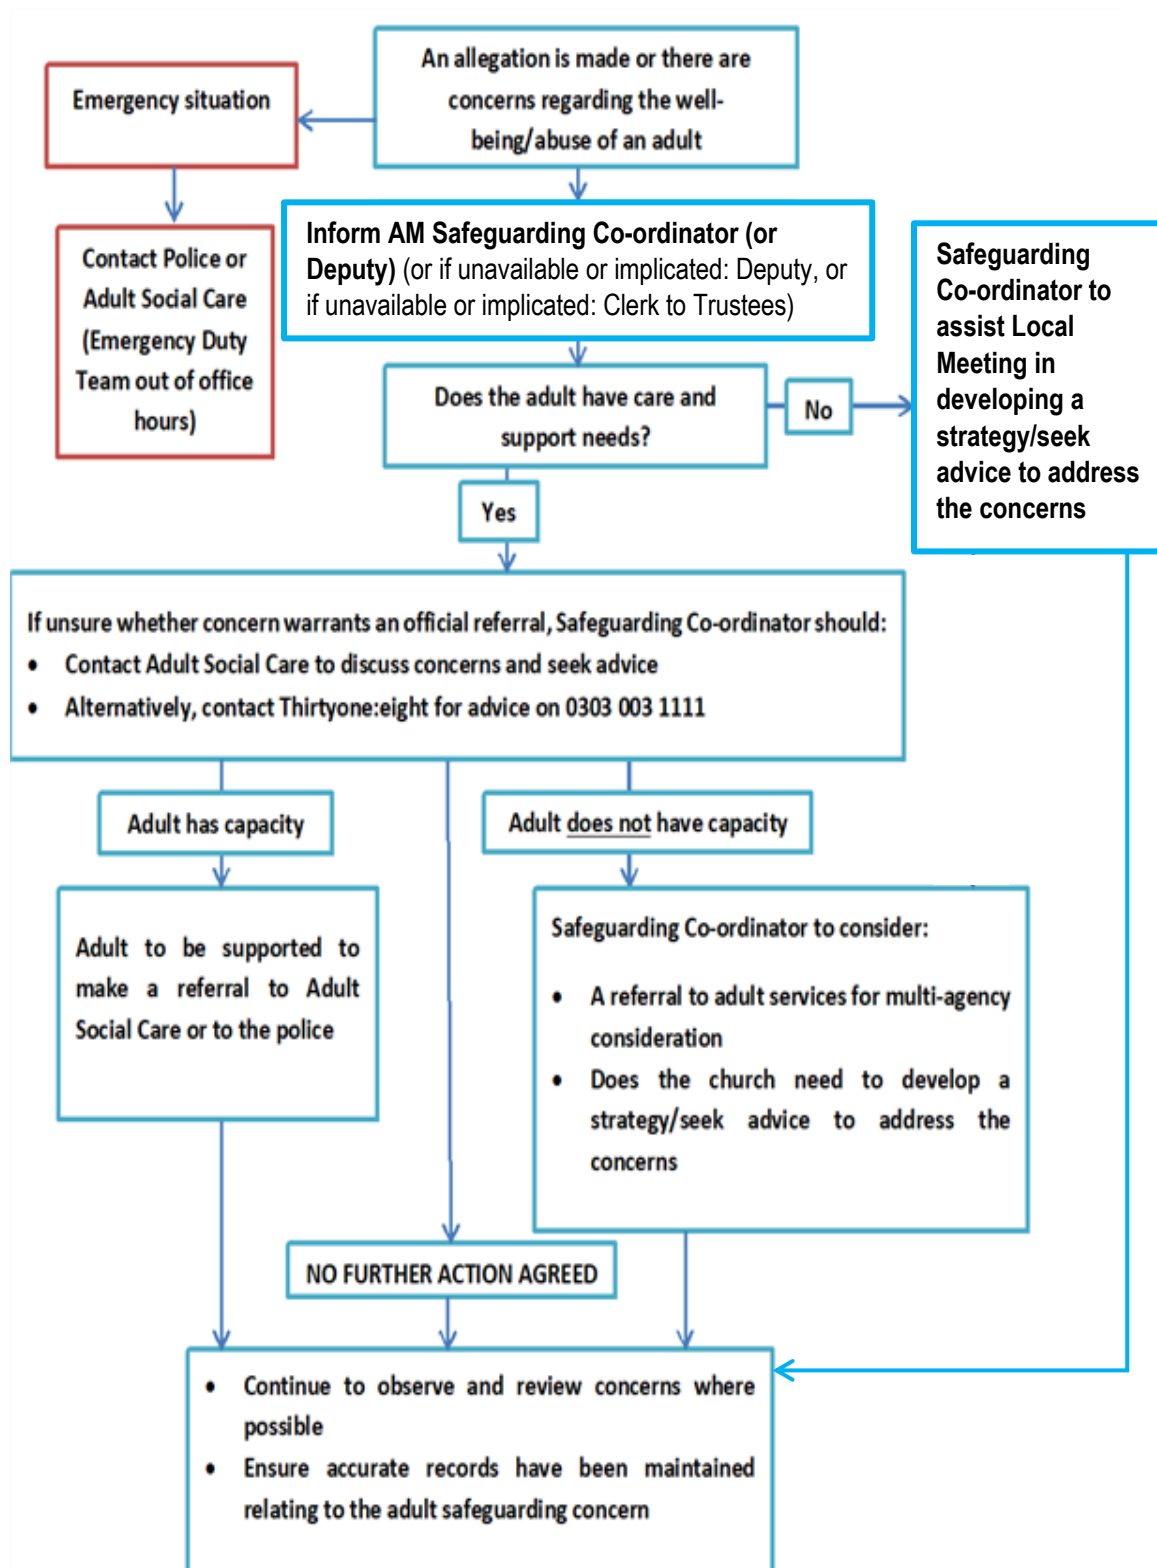 An allegation is made or there are
concerns regarding the well-
being/abuse of an adult
Emergency situation
Contact Police or
Adult Social Care
(Emergency Duty
Team out of office
hours)
Inform AM Safeguarding Co-ordinator (or
Deputy) (or if unavailable or implicated: Deputy, or
if unavailable or implicated: Clerk to Trustees)
Does the adult have care and
support needs?
No
Safeguarding
Co-ordinator to
assist Local
Meeting in
developing a
strategy/seek
advice to address
the concerns
Yes
If unsure whether concern warrants an official referral, Safeguarding Co-ordinator should:
• Contact Adult Social Care to discuss concerns and seek advice
• Alternatively, contact Thirtyone:eight for advice on 0303 003 1111
Adult has capacity
Adult does not have capacity
Adult to be supported to
make a referral to Adult
Social Care or to the police
Safeguarding Co-ordinator to consider:
• A referral to adult services for multi-agency
consideration
• Does the church need to develop a
strategy/seek advice to address the
concerns
NO FURTHER ACTION AGREED
• Continue to observe and review concerns where
possible
• Ensure accurate records have been maintained
relating to the adult safeguarding concern